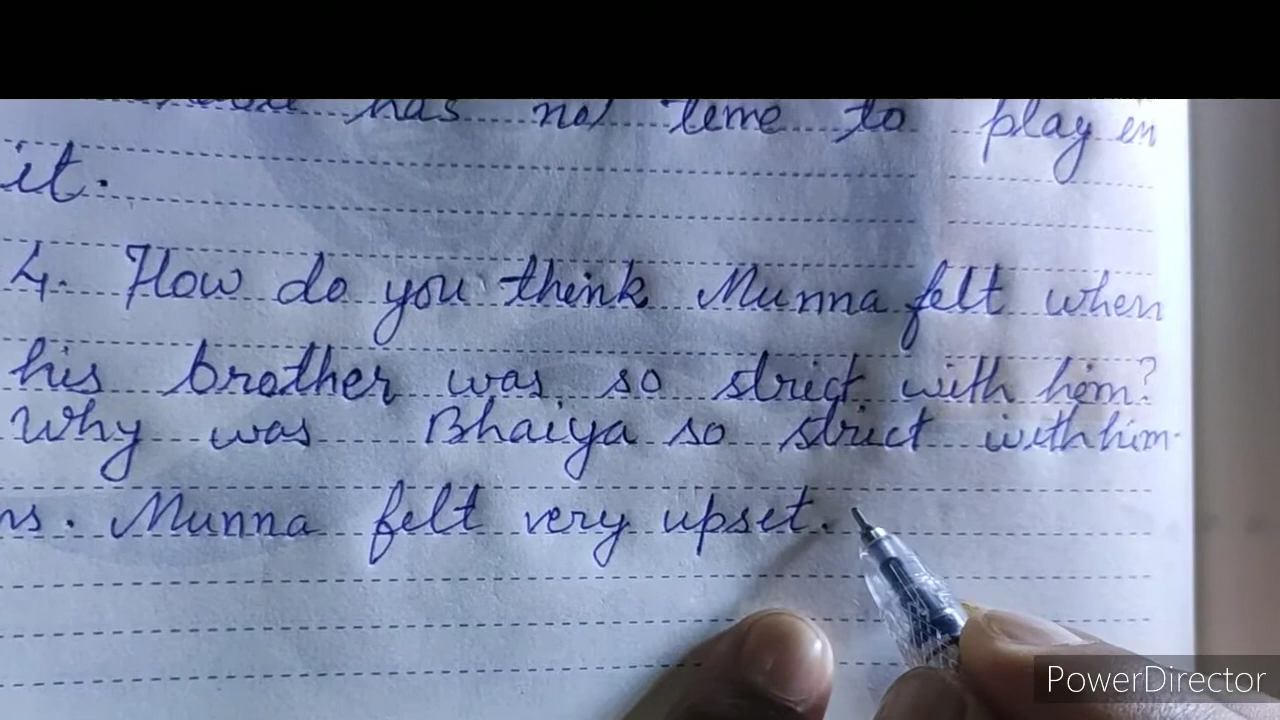 has no time to play in
it.
4. How do you think Munna felt when
his brother was so strict with him?
Why was Bhaiya so strict with him.
ns. Munna felt very upset.
PowerDirector